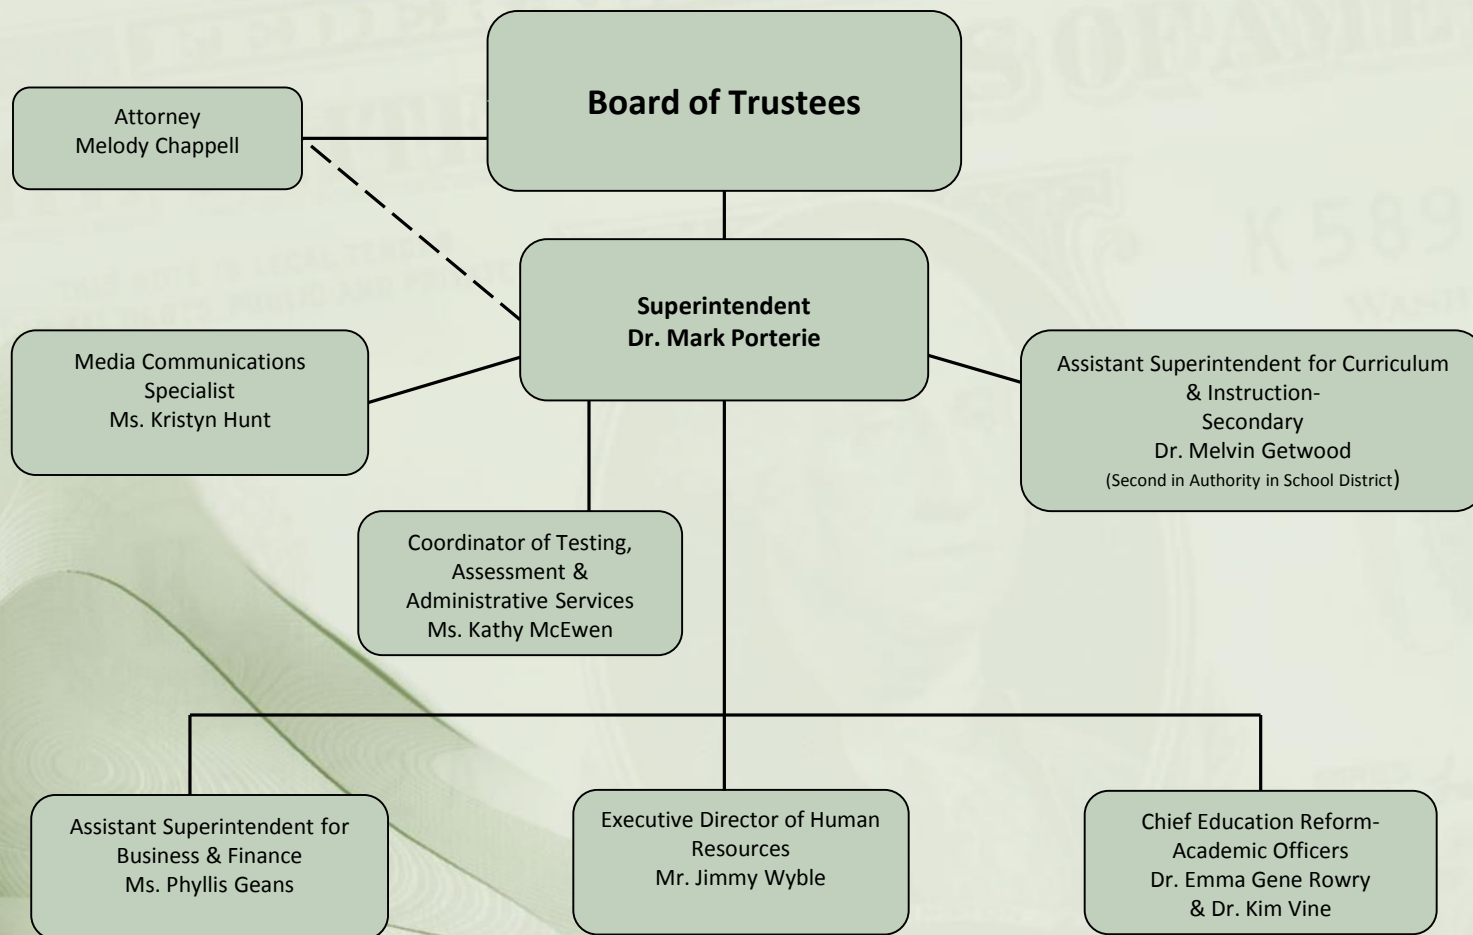 Board of Trustees
Attorney
Melody Chappell
Superintendent
Dr. Mark Porterie
Media Communications
Specialist
Ms. Kristyn Hunt
Assistant Superintendent for Curriculum
& Instruction-
Secondary
Dr. Melvin Getwood
(Second in Authority in School District)
Coordinator of Testing,
Assessment &
Administrative Services
Ms. Kathy McEwen
Assistant Superintendent for
Business & Finance
Ms. Phyllis Geans
Executive Director of Human
Resources
Mr. Jimmy Wyble
Chief Education Reform-
Academic Officers
Dr. Emma Gene Rowry
& Dr. Kim Vine
K 589
WASH